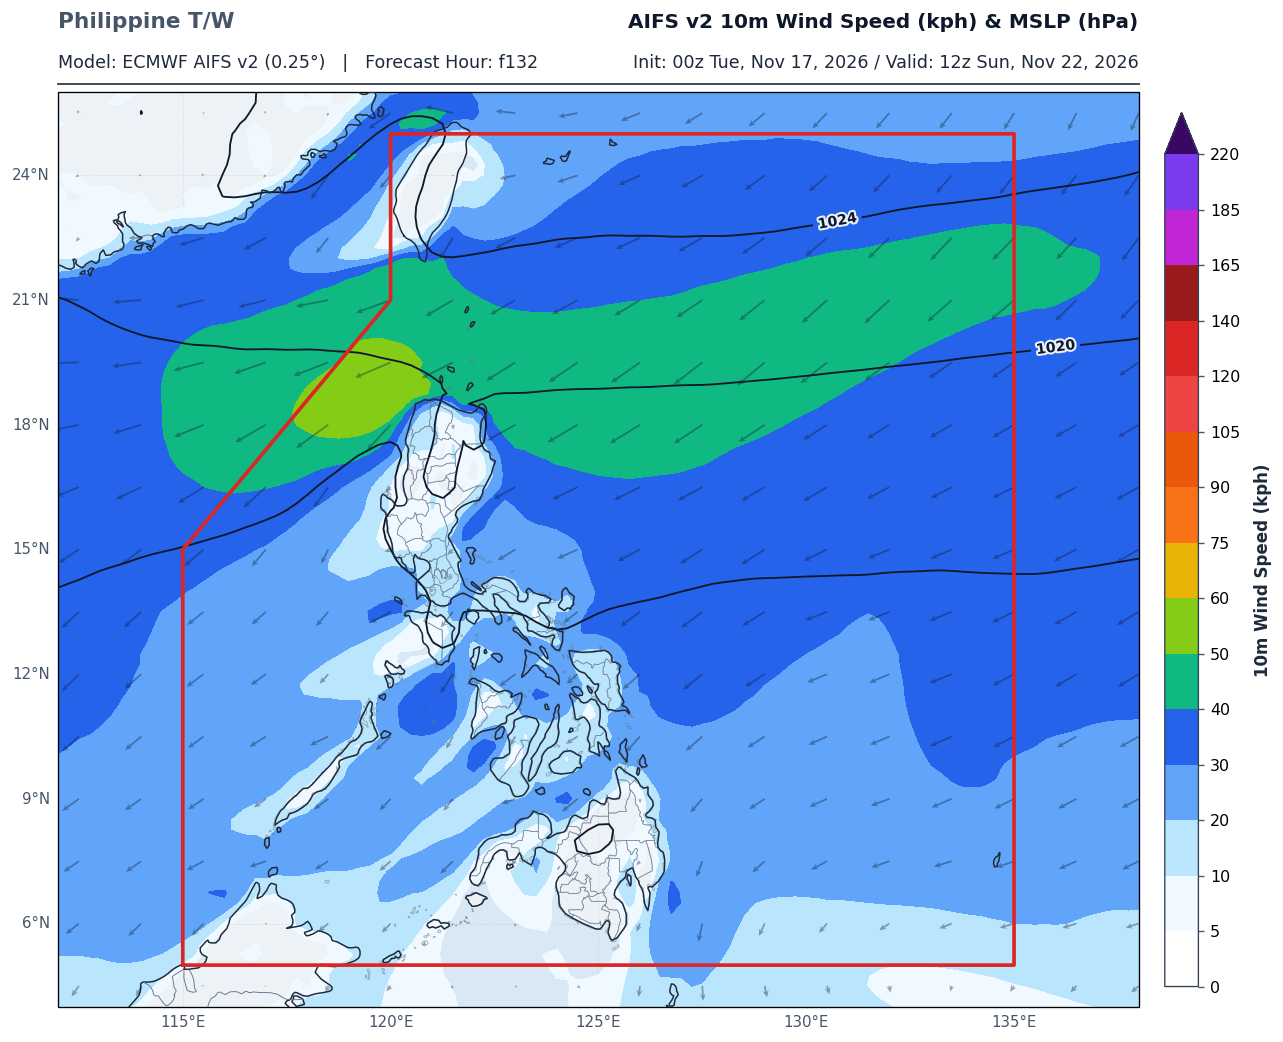 Philippine T/W
AIFS v2 10m Wind Speed (kph) & MSLP (hPa)
Model: ECMWF AIFS v2 (0.25°)   |   Forecast Hour: f132
Init: 00z Tue, Nov 17, 2026 / Valid: 12z Sun, Nov 22, 2026
24°N
21°N
18°N
15°N
12°N
9°N
6°N
115°E
120°E
125°E
130°E
135°E
1024
1020
220
185
165
140
120
105
90
75
60
50
40
30
20
10
5
0
10m Wind Speed (kph)